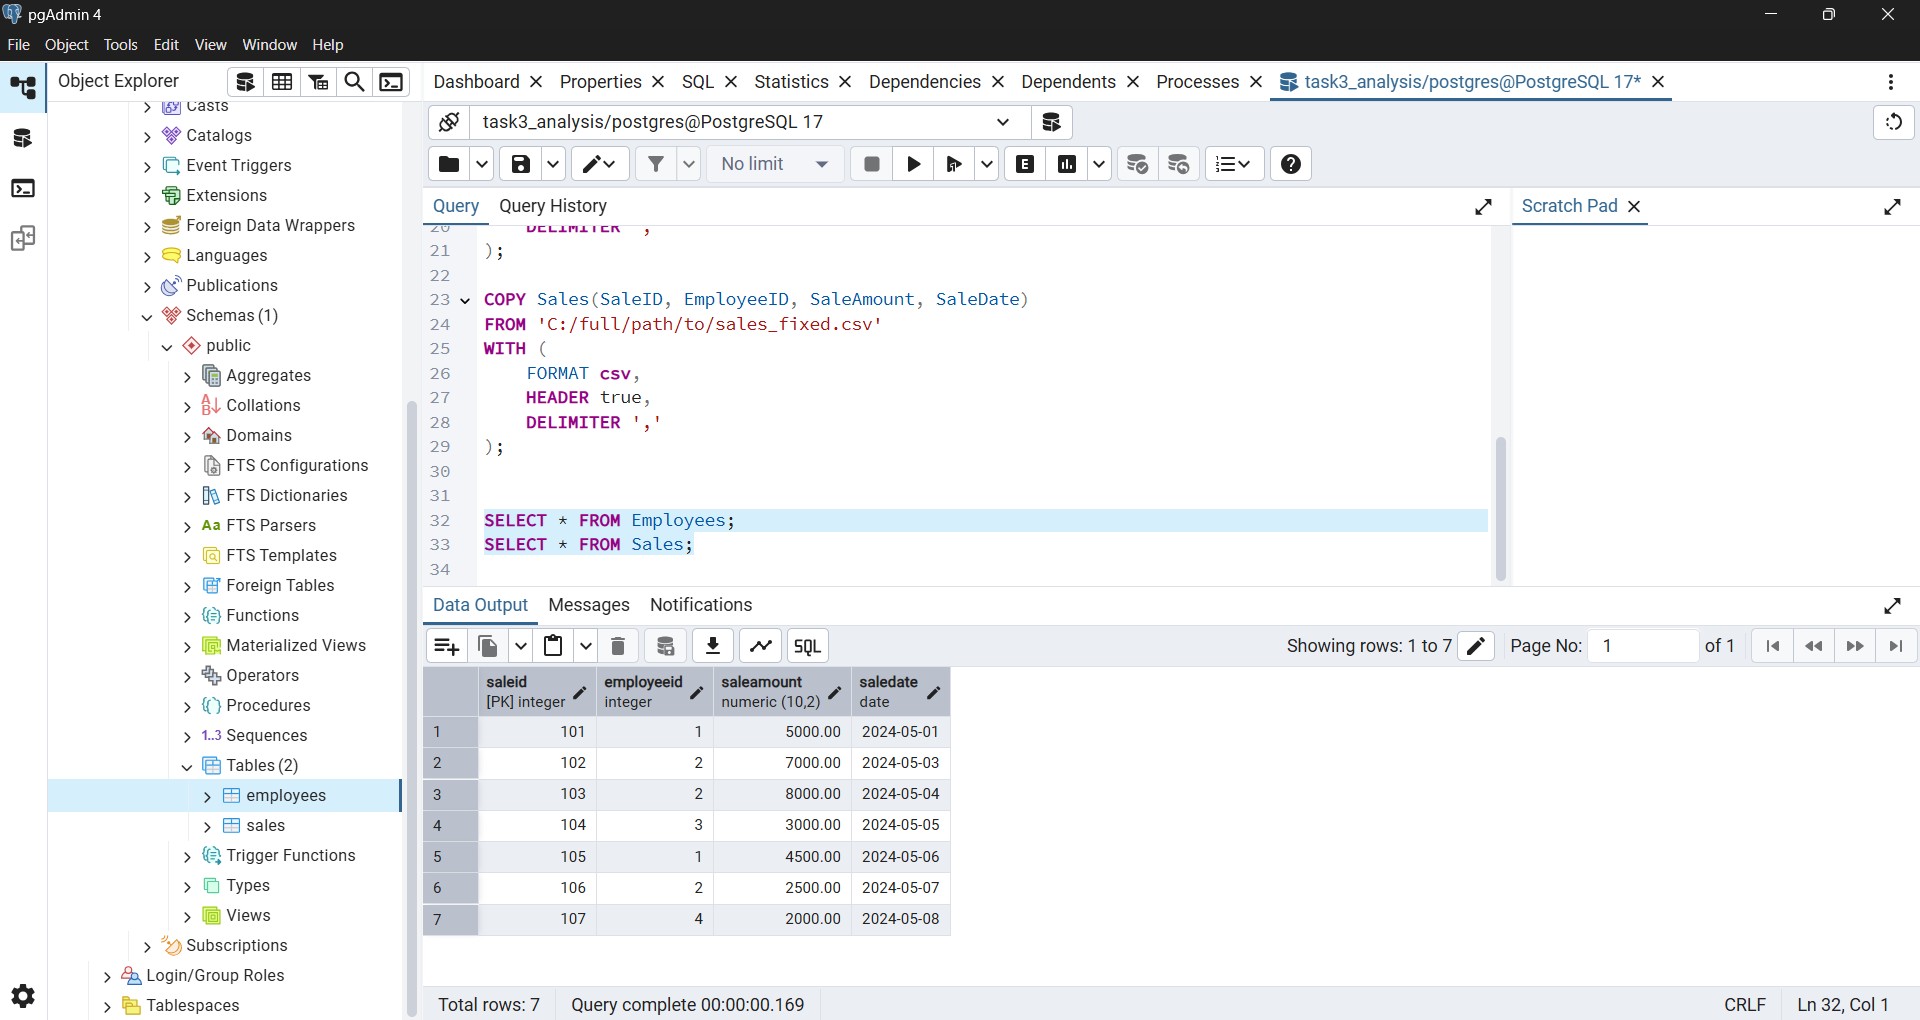 pgAdmin 4
File Object Tools Edit View Window Help
Object Explorer
Dashboard Properties SQL Statistics Dependencies Dependents Processes task3_analysis/postgres@PostgreSQL 17*
Casts
Catalogs
Event Triggers
Extensions
Foreign Data Wrappers
Languages
Publications
Schemas (1)
public
Aggregates
Collations
Domains
FTS Configurations
FTS Dictionaries
Aa FTS Parsers
FTS Templates
Foreign Tables
Functions
Materialized Views
Operators
Procedures
1..3 Sequences
Tables (2)
employees
sales
Trigger Functions
Types
Views
Subscriptions
Login/Group Roles
Tablespaces
task3_analysis/postgres@PostgreSQL 17
No limit
E
Query Query History
Scratch Pad
20 DELIMITER ','
21 );
22
23 COPY Sales(SaleID, EmployeeID, SaleAmount, SaleDate)
24 FROM 'C:/full/path/to/sales_fixed.csv'
25 WITH (
26 FORMAT csv,
27 HEADER true,
28 DELIMITER ','
29 );
30
31
32 SELECT * FROM Employees;
33 SELECT * FROM Sales;
34
Data Output Messages Notifications
SQL
Showing rows: 1 to 7 Page No: 1 of 1
saleid employeeid saleamount saledate
[PK] integer integer numeric (10,2) date
1 101 1 5000.00 2024-05-01
2 102 2 7000.00 2024-05-03
3 103 2 8000.00 2024-05-04
4 104 3 3000.00 2024-05-05
5 105 1 4500.00 2024-05-06
6 106 2 2500.00 2024-05-07
7 107 4 2000.00 2024-05-08
Total rows: 7 Query complete 00:00:00.169 CRLF Ln 32, Col 1